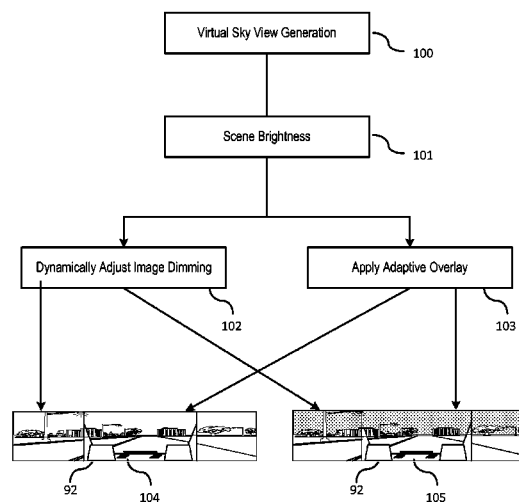 Virtual Sky View Generation
100
Scene Brightness
101
Dynamically Adjust Image Dimming
102
Apply Adaptive Overlay
103
92
104
92
105